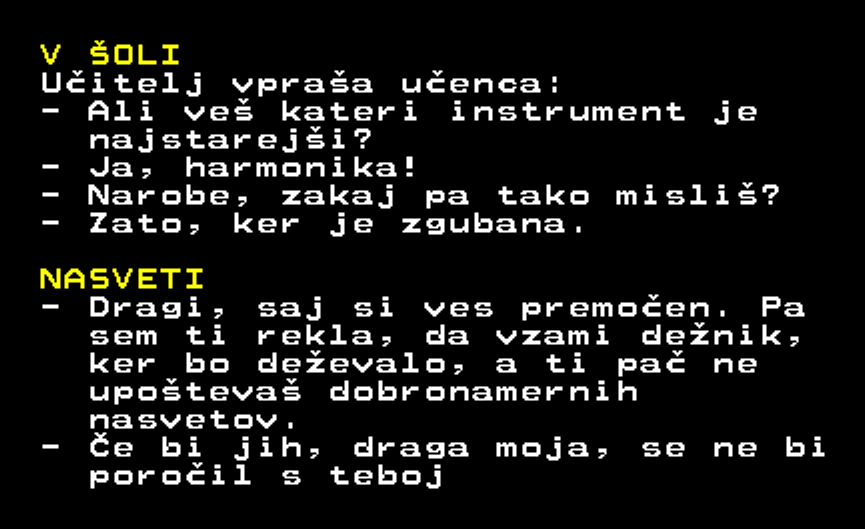 V ŠOLI
Učitelj vpraša učenca:
- Ali veš kateri instrument je
najstarejši?
- Ja, harmonika!
- Narobe, zakaj pa tako misliš?
- Zato, ker je zgubana.
NASVETI
- Dragi, saj si ves premočen. Pa
sem ti rekla, da vzami dežnik,
ker bo deževalo, a ti pač ne
upoštevaš dobronamernih
nasvetov.
- Če bi jih, draga moja, se ne bi
poročil s teboj